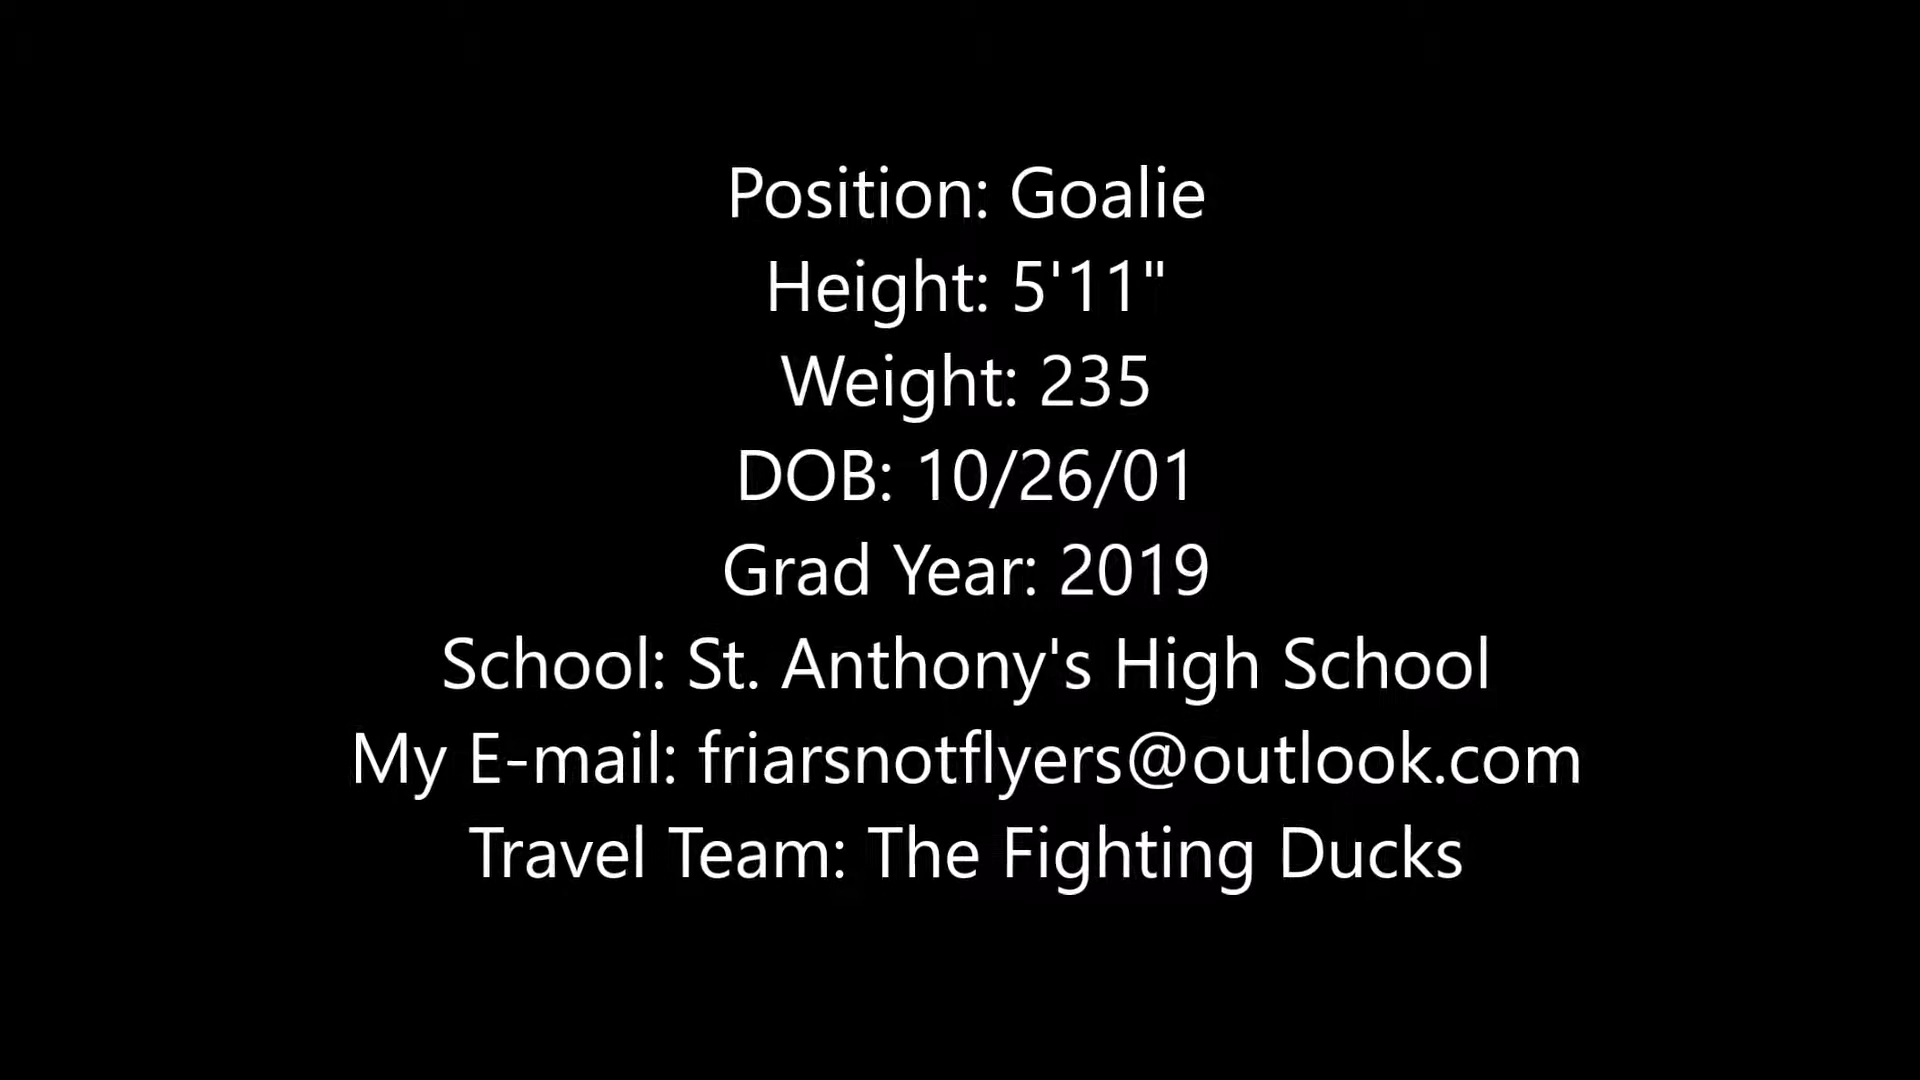 Position: Goalie
Height: 5'11"
Weight: 235
DOB: 10/26/01
Grad Year: 2019
School: St. Anthony's High School
My E-mail: friarsnotflyers@outlook.com
Travel Team: The Fighting Ducks